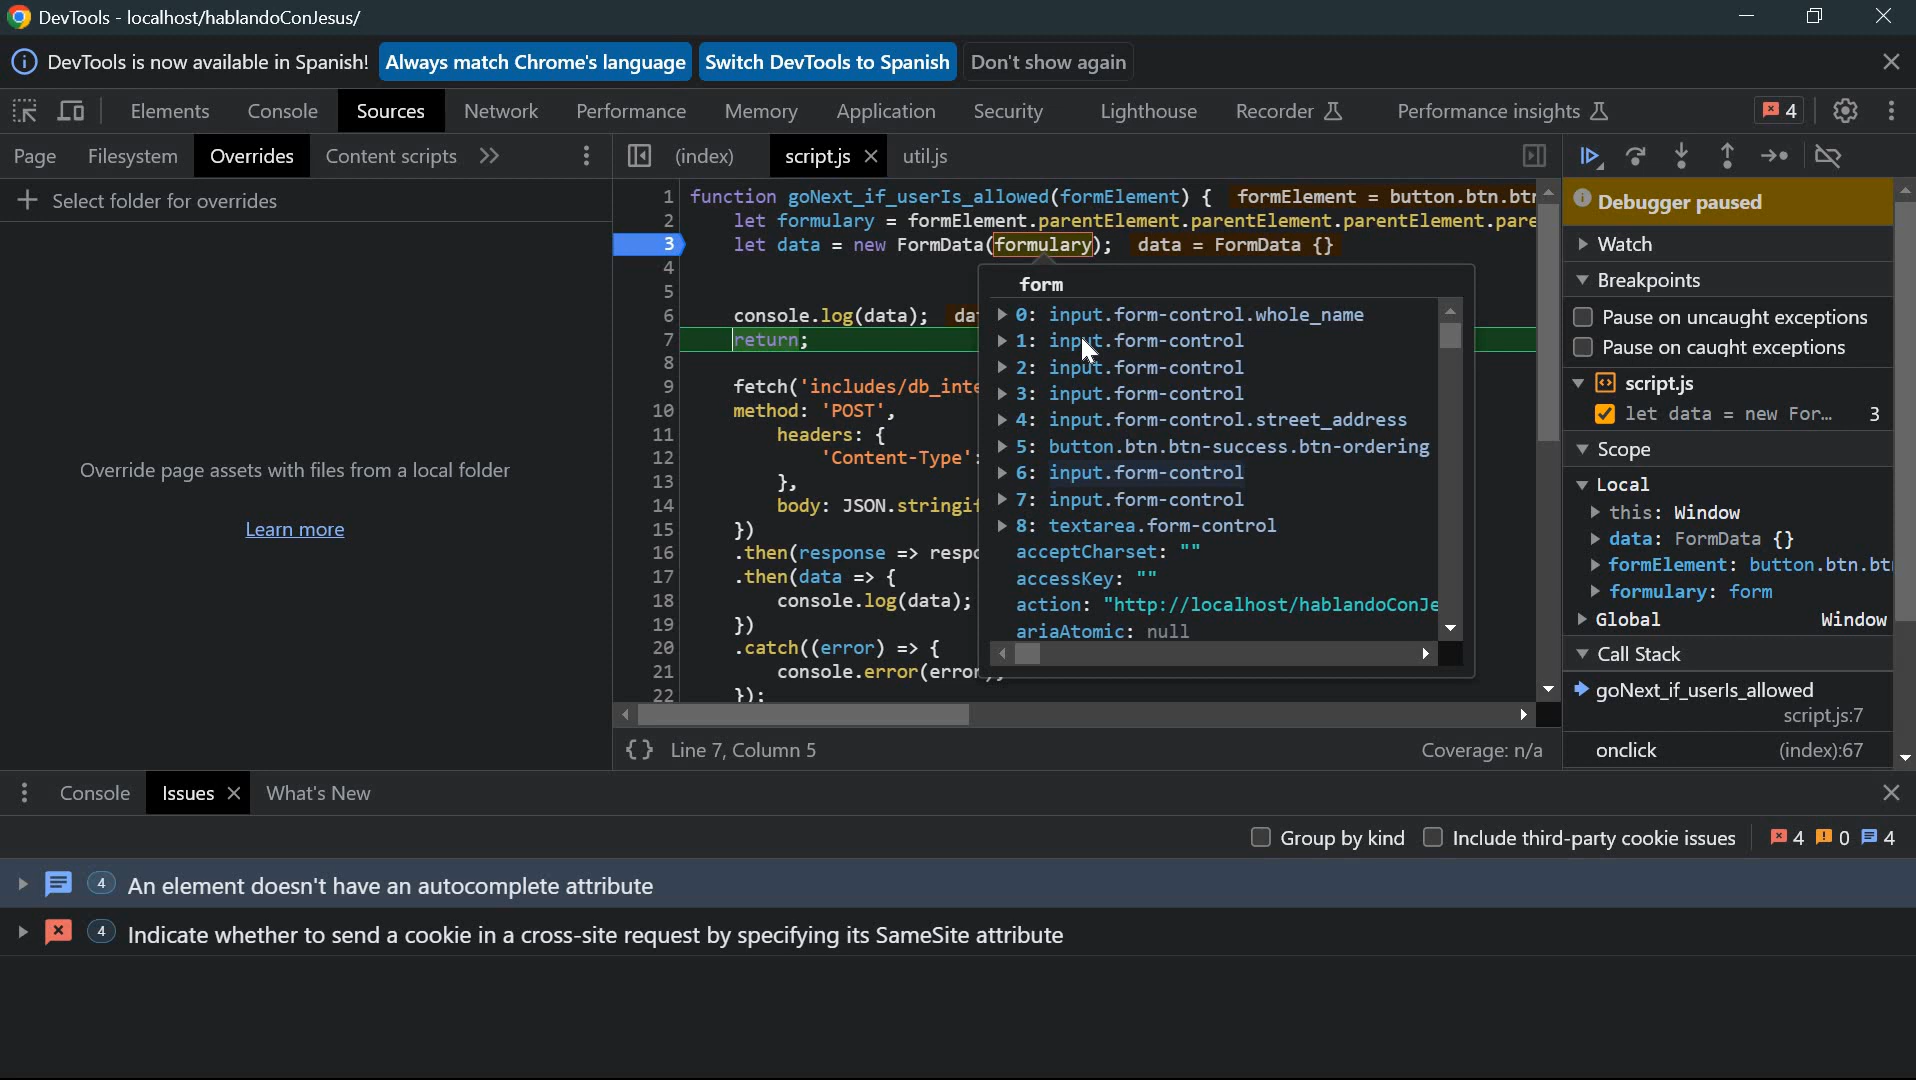 DevTools - localhost/hablandoConJesus/
DevTools is now available in Spanish! Always match Chrome's language Switch DevTools to Spanish Don't show again
Elements Console Sources Network Performance Memory Application Security Lighthouse Recorder Performance insights 4
Page Filesystem Overrides Content scripts »
Select folder for overrides
Override page assets with files from a local folder
Learn more
(index) script.js util.js
1 function goNext_if_userIs_allowed(formElement) { formElement = button.btn.btr
2 let formulary = formElement.parentElement.parentElement.parentElement.pare
3 let data = new FormData(formulary); data = FormData {}
4
5
6 console.log(data); da
7 return;
8
9 fetch('includes/db_inte
10 method: 'POST',
11 headers: {
12 'Content-Type':
13 },
14 body: JSON.stringif
15 })
16 .then(response => respo
17 .then(data => {
18 console.log(data);
19 })
20 .catch((error) => {
21 console.error(error);
22 });
form
0: input.form-control.whole_name
1: input.form-control
2: input.form-control
3: input.form-control
4: input.form-control.street_address
5: button.btn.btn-success.btn-ordering
6: input.form-control
7: input.form-control
8: textarea.form-control
acceptCharset: ""
accessKey: ""
action: "http://localhost/hablandoConJe
ariaAtomic: null
{} Line 7, Column 5 Coverage: n/a
Debugger paused
Watch
Breakpoints
Pause on uncaught exceptions
Pause on caught exceptions
script.js
let data = new For... 3
Scope
Local
this: Window
data: FormData {}
formElement: button.btn.bt
formulary: form
Global Window
Call Stack
goNext_if_userIs_allowed
script.js:7
onclick (index):67
Console Issues What's New
Group by kind Include third-party cookie issues 4 0 4
4 An element doesn't have an autocomplete attribute
4 Indicate whether to send a cookie in a cross-site request by specifying its SameSite attribute